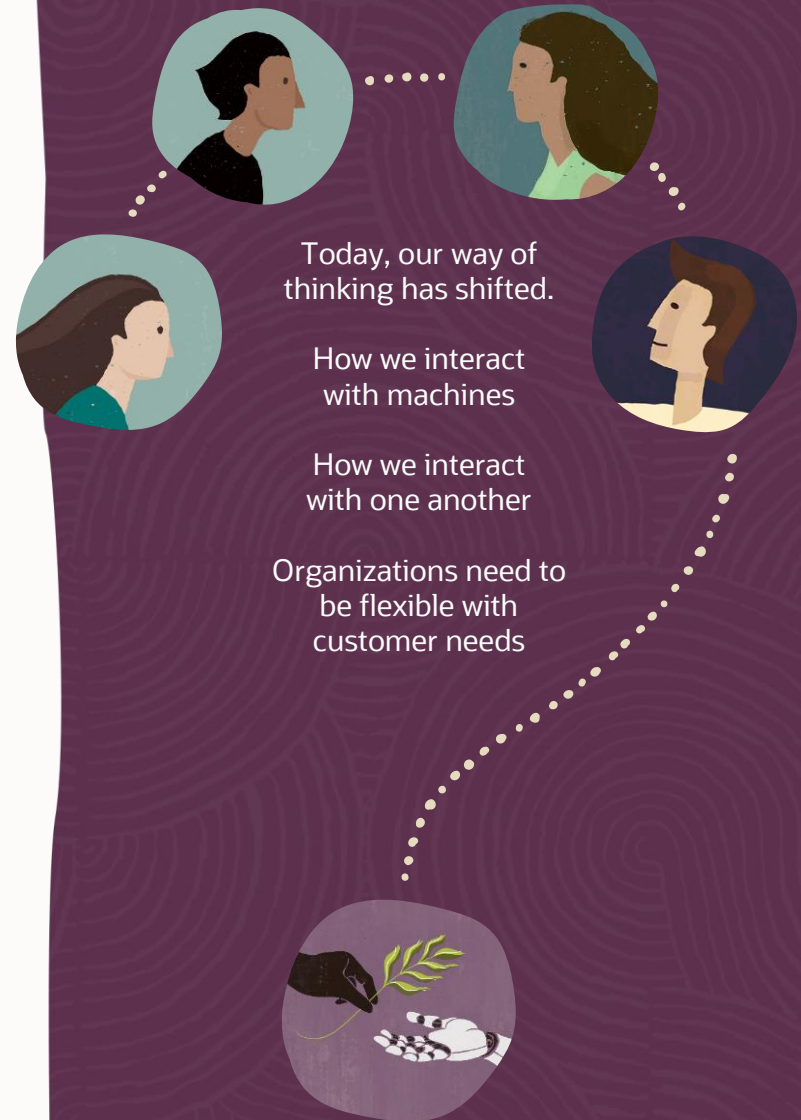 Today, our way of
thinking has shifted.
How we interact
with machines
How we interact
with one another
Organizations need to
be flexible with
customer needs